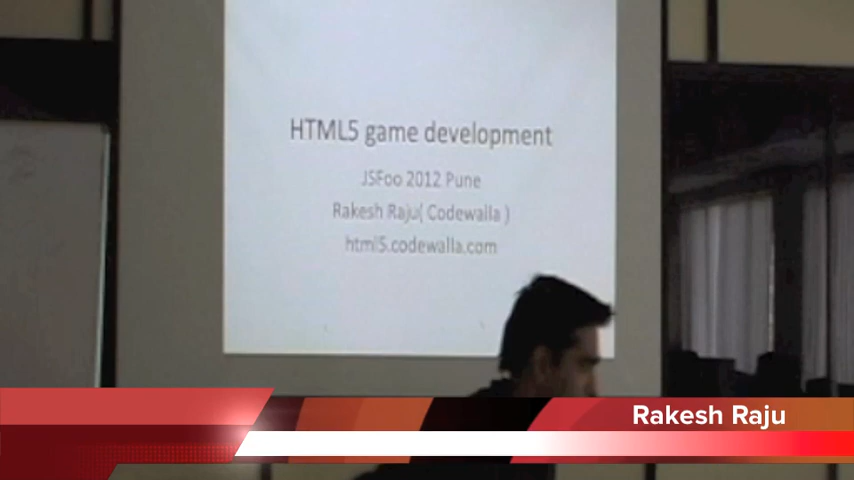 HTML5 game development
JSFoo 2012 Pune
Rakesh Raju( Codewalla )
html5.codewalla.com
Rakesh Raju